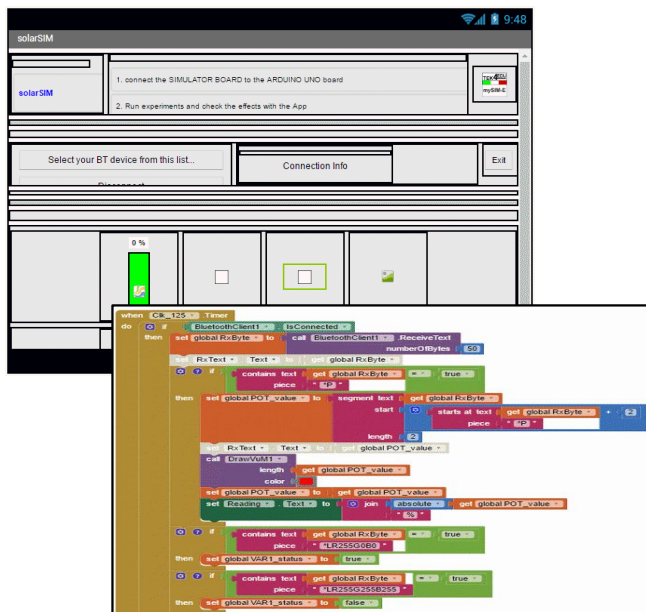 9:48
solarSIM
1. connect the SIMULATOR BOARD to the ARDUINO UNO board
solarSIM
2. Run experiments and check the effects with the App
TEK4EDU
mySIM-E
Select your BT device from this list...
Connection Info
Exit
Disconnect
0 %
when Clk_125 .Timer
do if BluetoothClient1 . IsConnected
then set global RxByte to call BluetoothClient1 .ReceiveText
numberOfBytes 50
set RxText . Text to get global RxByte
if contains text get global RxByte = true
piece " *P "
then set global POT_value to segment text get global RxByte
start starts at text get global RxByte + 2
piece " *P "
length 2
set RxText . Text to get global POT_value
call DrawVuM1
length get global POT_value
color
set global POT_value to get global POT_value
set Reading . Text to join absolute get global POT_value
" % "
if contains text get global RxByte = true
piece " *LR255G0B0 "
then set global VAR1_status to true
if contains text get global RxByte = true
piece " *LR255G255B255 "
then set global VAR1_status to false